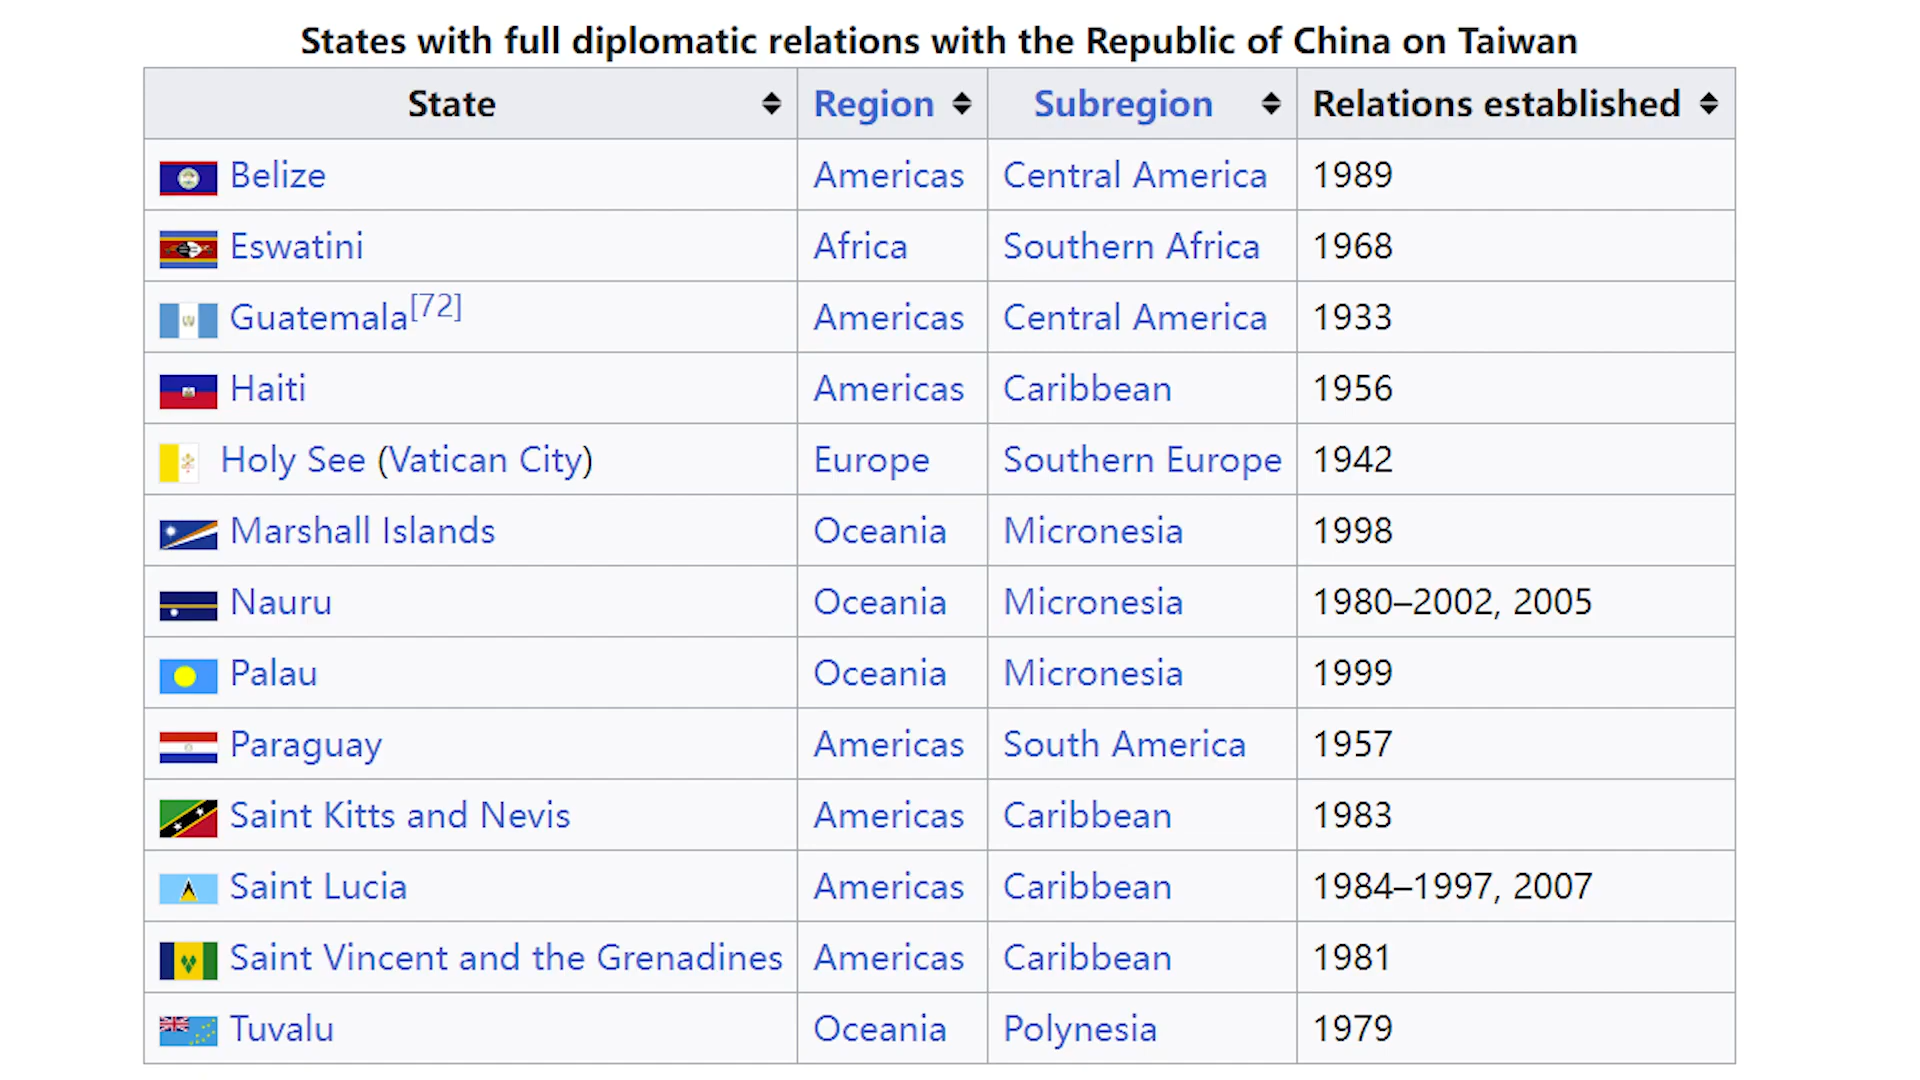 States with full diplomatic relations with the Republic of China on Taiwan
State Region Subregion Relations established
Belize Americas Central America 1989
Eswatini Africa Southern Africa 1968
Guatemala[72] Americas Central America 1933
Haiti Americas Caribbean 1956
Holy See (Vatican City) Europe Southern Europe 1942
Marshall Islands Oceania Micronesia 1998
Nauru Oceania Micronesia 1980–2002, 2005
Palau Oceania Micronesia 1999
Paraguay Americas South America 1957
Saint Kitts and Nevis Americas Caribbean 1983
Saint Lucia Americas Caribbean 1984–1997, 2007
Saint Vincent and the Grenadines Americas Caribbean 1981
Tuvalu Oceania Polynesia 1979